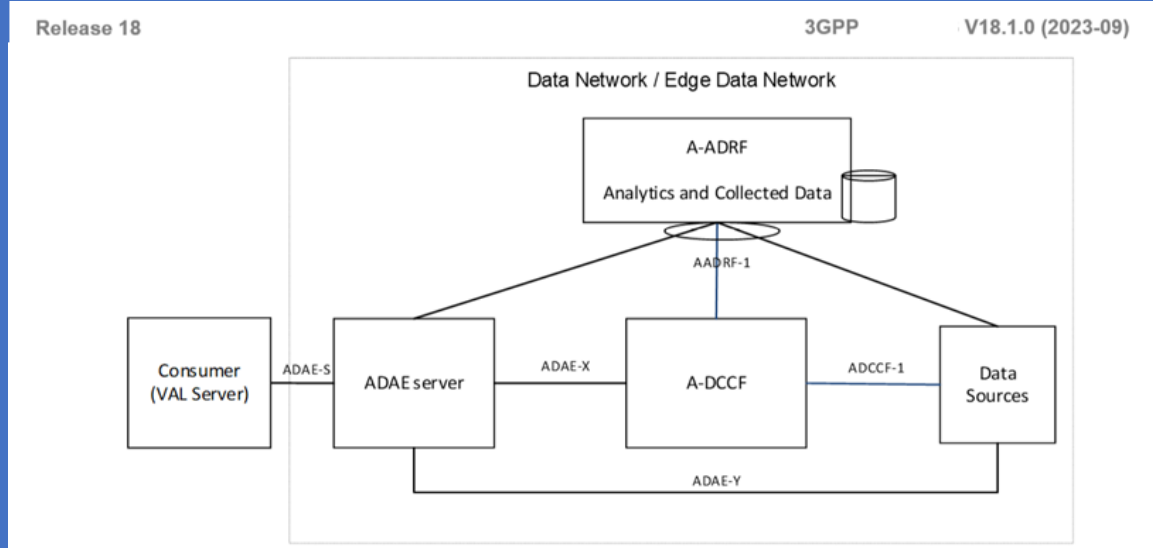 Release 18 3GPP V18.1.0 (2023-09)
Data Network / Edge Data Network
A-ADRF
Analytics and Collected Data
AADRF-1
Consumer
(VAL Server)
ADAE-S
ADAE server
ADAE-X
A-DCCF
ADCCF-1
Data
Sources
ADAE-Y